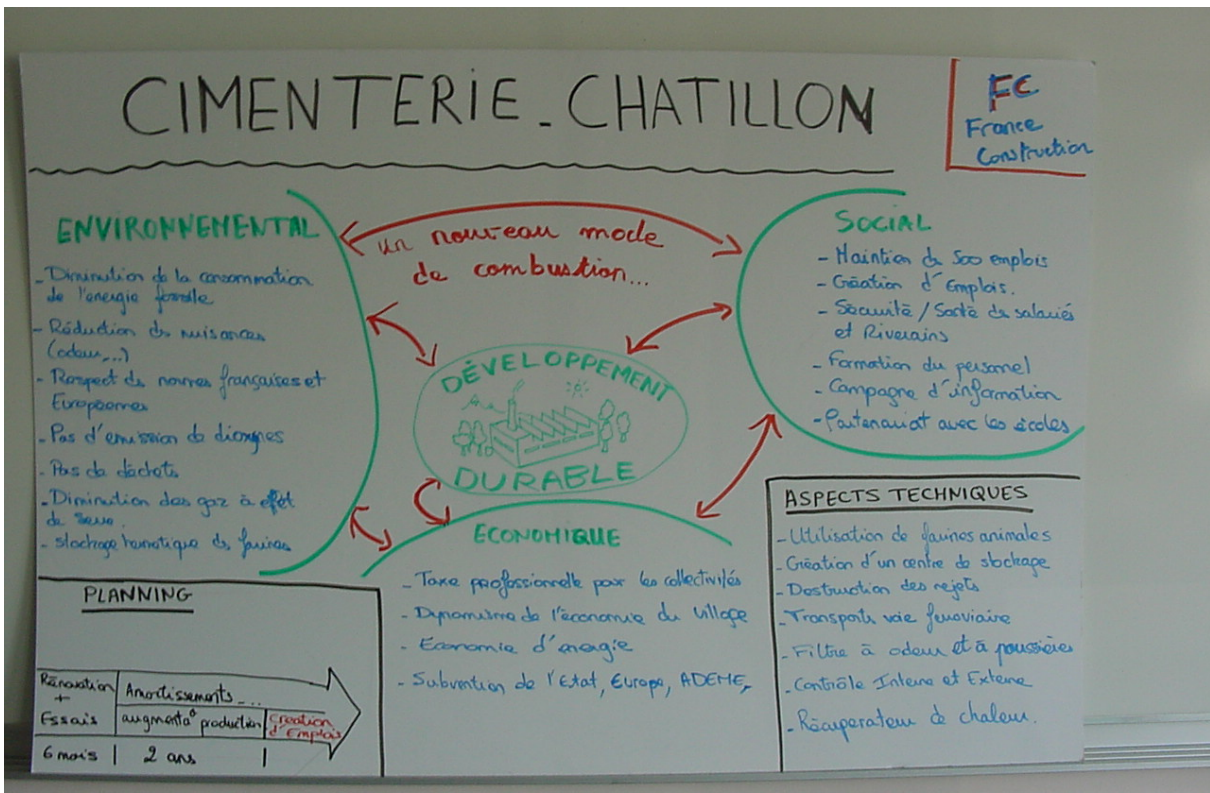 CIMENTERIE_CHATILLON
FC
France
Construction
ENVIRONNEMENTAL
- Diminution de la consommation
de l'énergie fossile
- Réduction des nuisances
(odeur,...)
- Respect des normes françaises et
Européennes
- Pas d'emission de dioxynes
- Pas de déchets
- Diminution des gaz à effet
de serre.
- Stockage hermétique des farines
un nouveau mode
de combustion...
DÉVELOPPEMENT
DURABLE
SOCIAL
- Maintien de 500 emplois
- Création d'Emplois.
- Sécurité / Santé des salariés
et Riverains
- Formation du personel
- Campagne d'information
- Partenariat avec les écoles
ECONOMIQUE
- Taxe professionnelle pour les collectivités
- Dynamisme de l'économie du village
- Economie d'énergie
- Subvention de l'Etat, Europe, ADEME,
ASPECTS TECHNIQUES
- Utilisation de farines animales
- Création d'un centre de stockage
- Destruction des rejets
- Transports voie ferroviaire
- Filtre à odeur et à poussières
- Contrôle Interne et Externe
- Récuperateur de chaleur.
PLANNING
Rénovation
+
Essais
Amortissements...
augmentaº production
Création
d'Emplois
6 mois | 2 ans |